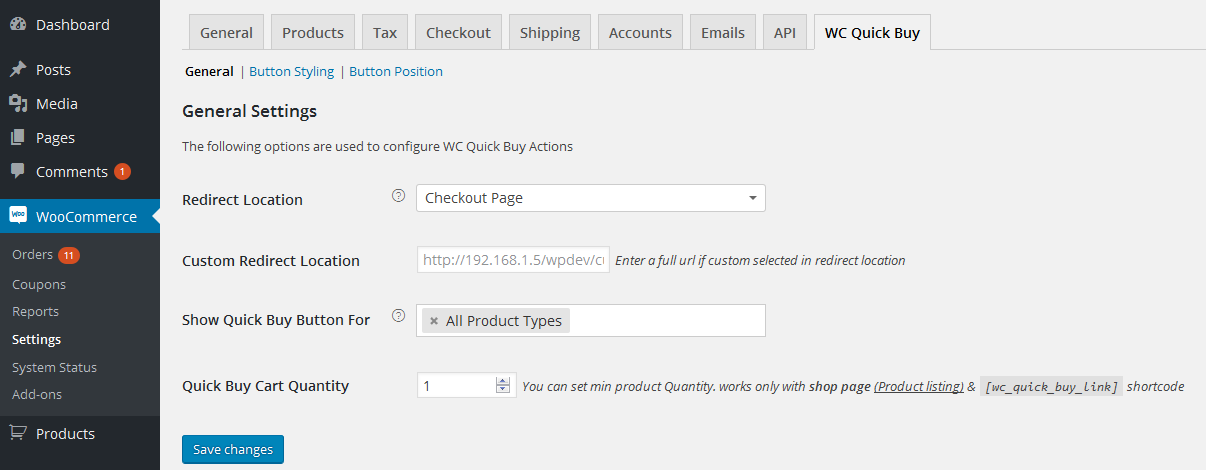 Dashboard
Posts
Media
Pages
Comments 1
Woo WooCommerce
Orders 11
Coupons
Reports
Settings
System Status
Add-ons
Products
General Products Tax Checkout Shipping Accounts Emails API WC Quick Buy
General | Button Styling | Button Position
General Settings
The following options are used to configure WC Quick Buy Actions
Redirect Location ? Checkout Page
Custom Redirect Location http://192.168.1.5/wpdev/c Enter a full url if custom selected in redirect location
Show Quick Buy Button For ? × All Product Types
Quick Buy Cart Quantity 1 You can set min product Quantity. works only with shop page (Product listing) & [wc_quick_buy_link] shortcode
Save changes